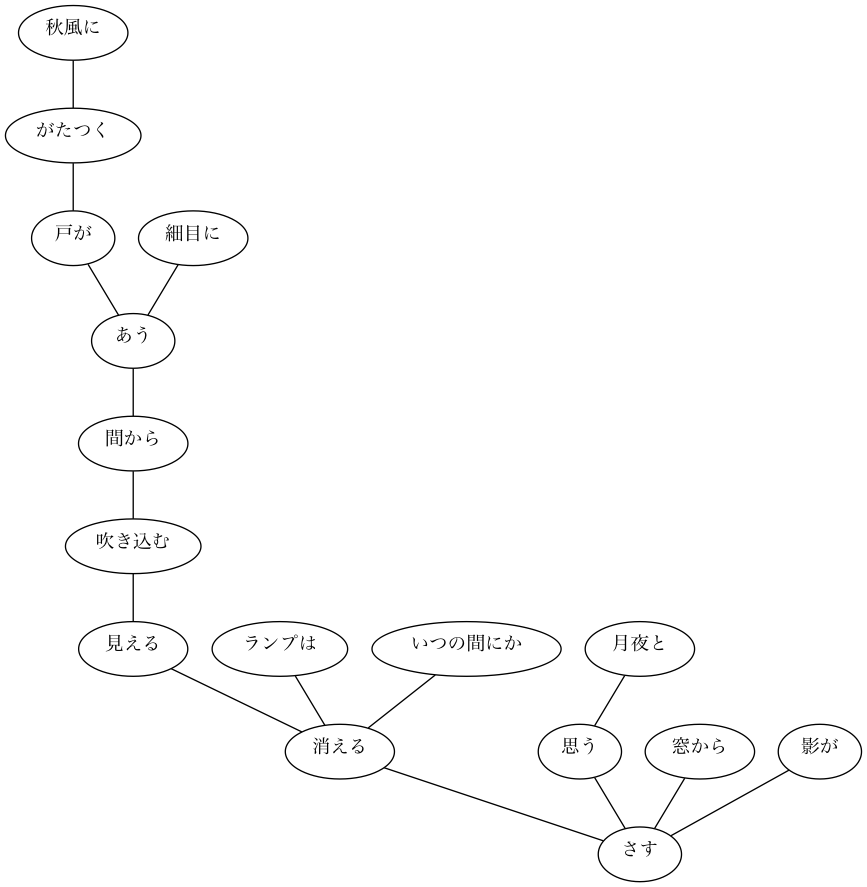 秋風に
がたつく
戸が
細目に
あう
間から
吹き込む
見える
ランプは
いつの間にか
月夜と
消える
思う
窓から
影が
さす